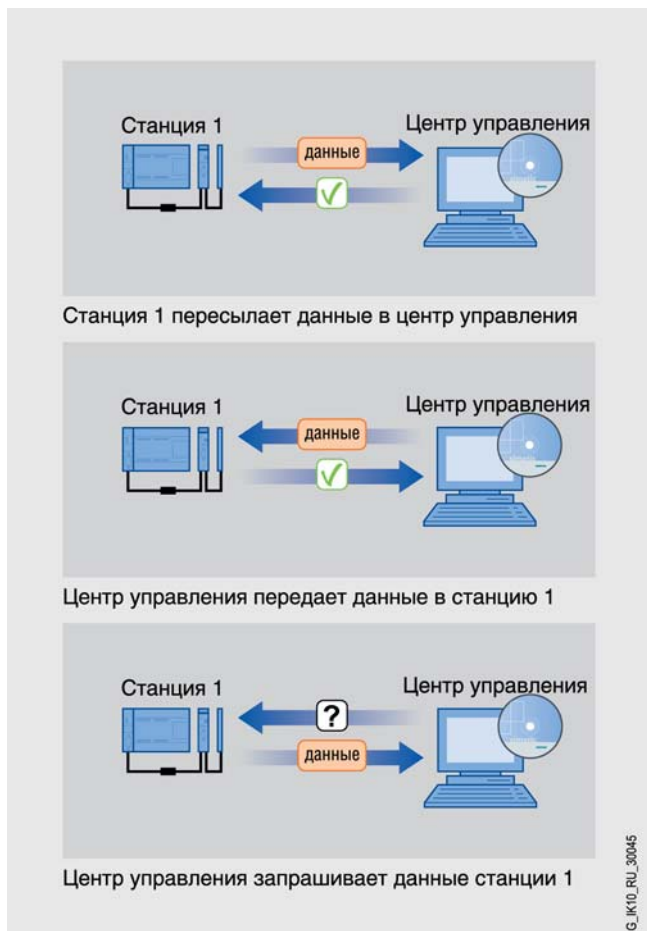 Станция 1
Центр управления
данные
Станция 1 пересылает данные в центр управления
Станция 1
Центр управления
данные
Центр управления передает данные в станцию 1
Станция 1
Центр управления
?
данные
Центр управления запрашивает данные станции 1
G_IK10_RU_30045